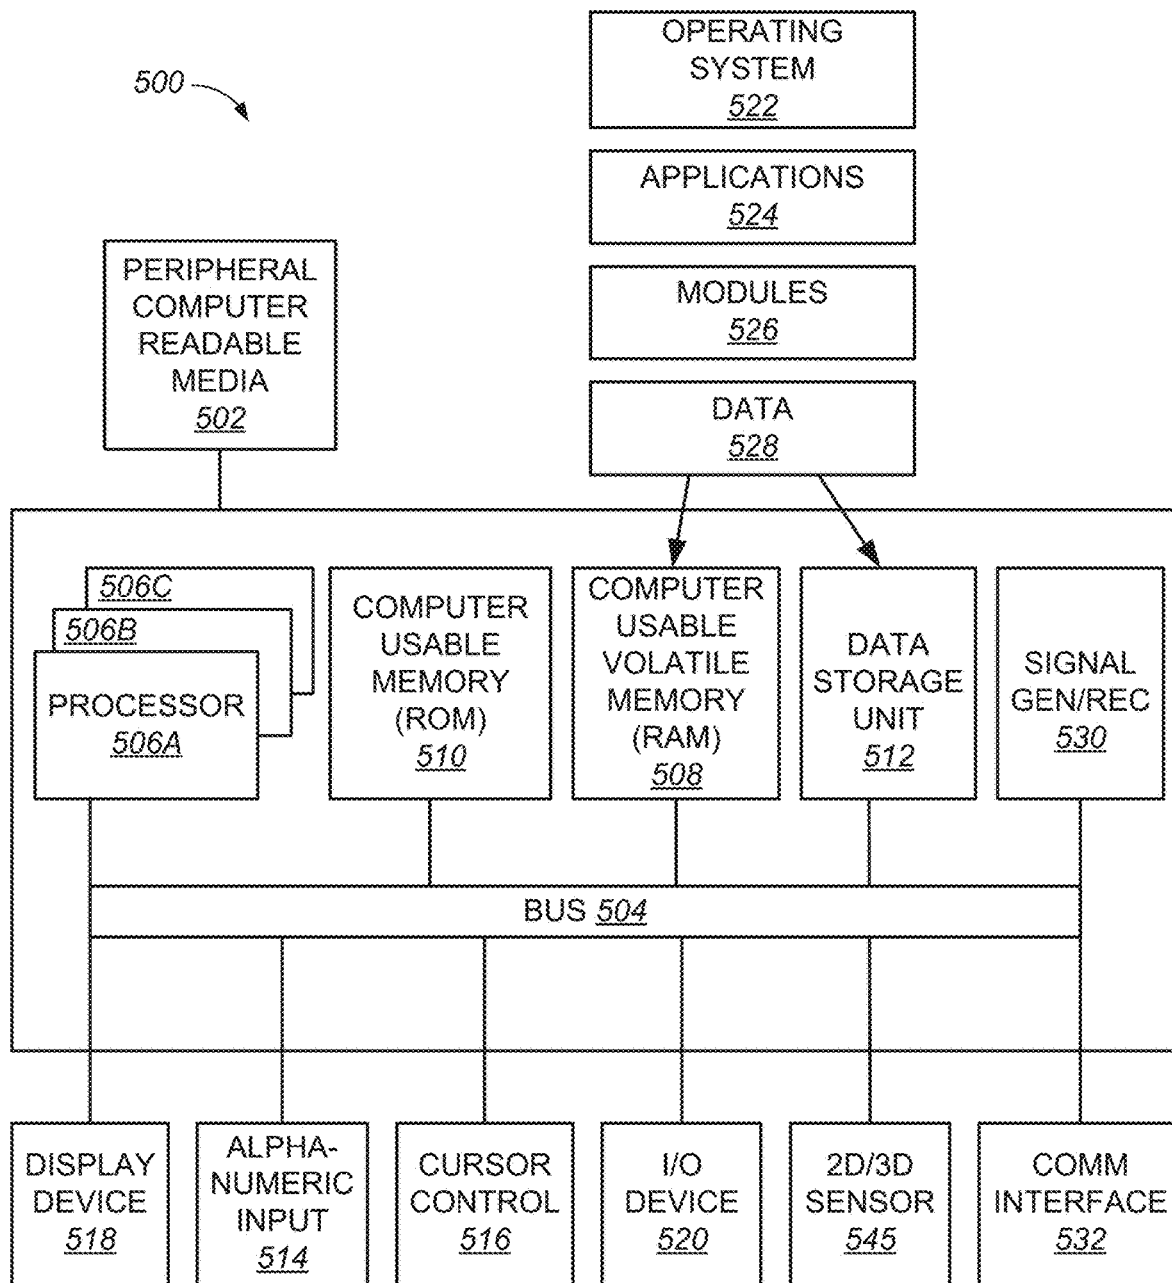 500
OPERATING
SYSTEM
522
APPLICATIONS
524
MODULES
526
DATA
528
PERIPHERAL
COMPUTER
READABLE
MEDIA
502
506C
506B
PROCESSOR
506A
COMPUTER
USABLE
MEMORY
(ROM)
510
COMPUTER
USABLE
VOLATILE
MEMORY
(RAM)
508
DATA
STORAGE
UNIT
512
SIGNAL
GEN/REC
530
BUS 504
DISPLAY
DEVICE
518
ALPHA-
NUMERIC
INPUT
514
CURSOR
CONTROL
516
I/O
DEVICE
520
2D/3D
SENSOR
545
COMM
INTERFACE
532